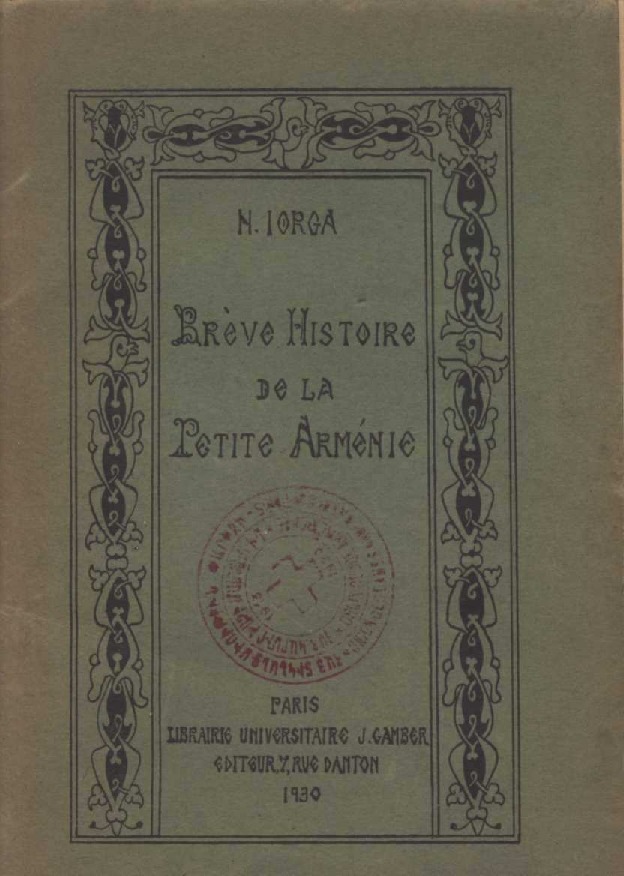 N. IORGA
BRÈVE HISTOIRE
DE LA
PETITE ARMÉNIE
PARIS
LIBRAIRIE UNIVERSITAIRE J. GAMBER
EDITEUR, 7, RUE DANTON
1930